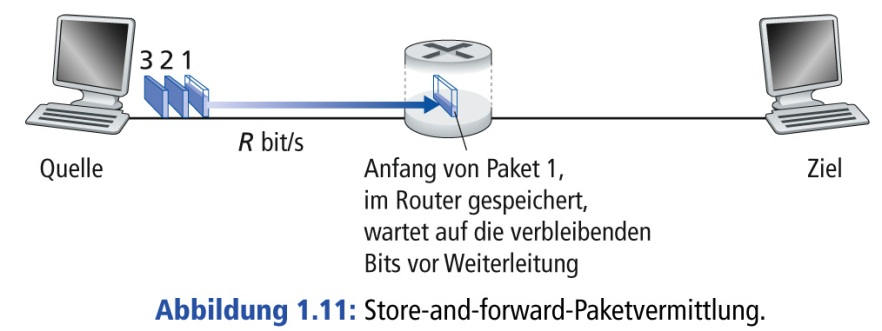 3 2 1
R bit/s
Quelle
Anfang von Paket 1,
im Router gespeichert,
wartet auf die verbleibenden
Bits vor Weiterleitung
Ziel
Abbildung 1.11: Store-and-forward-Paketvermittlung.